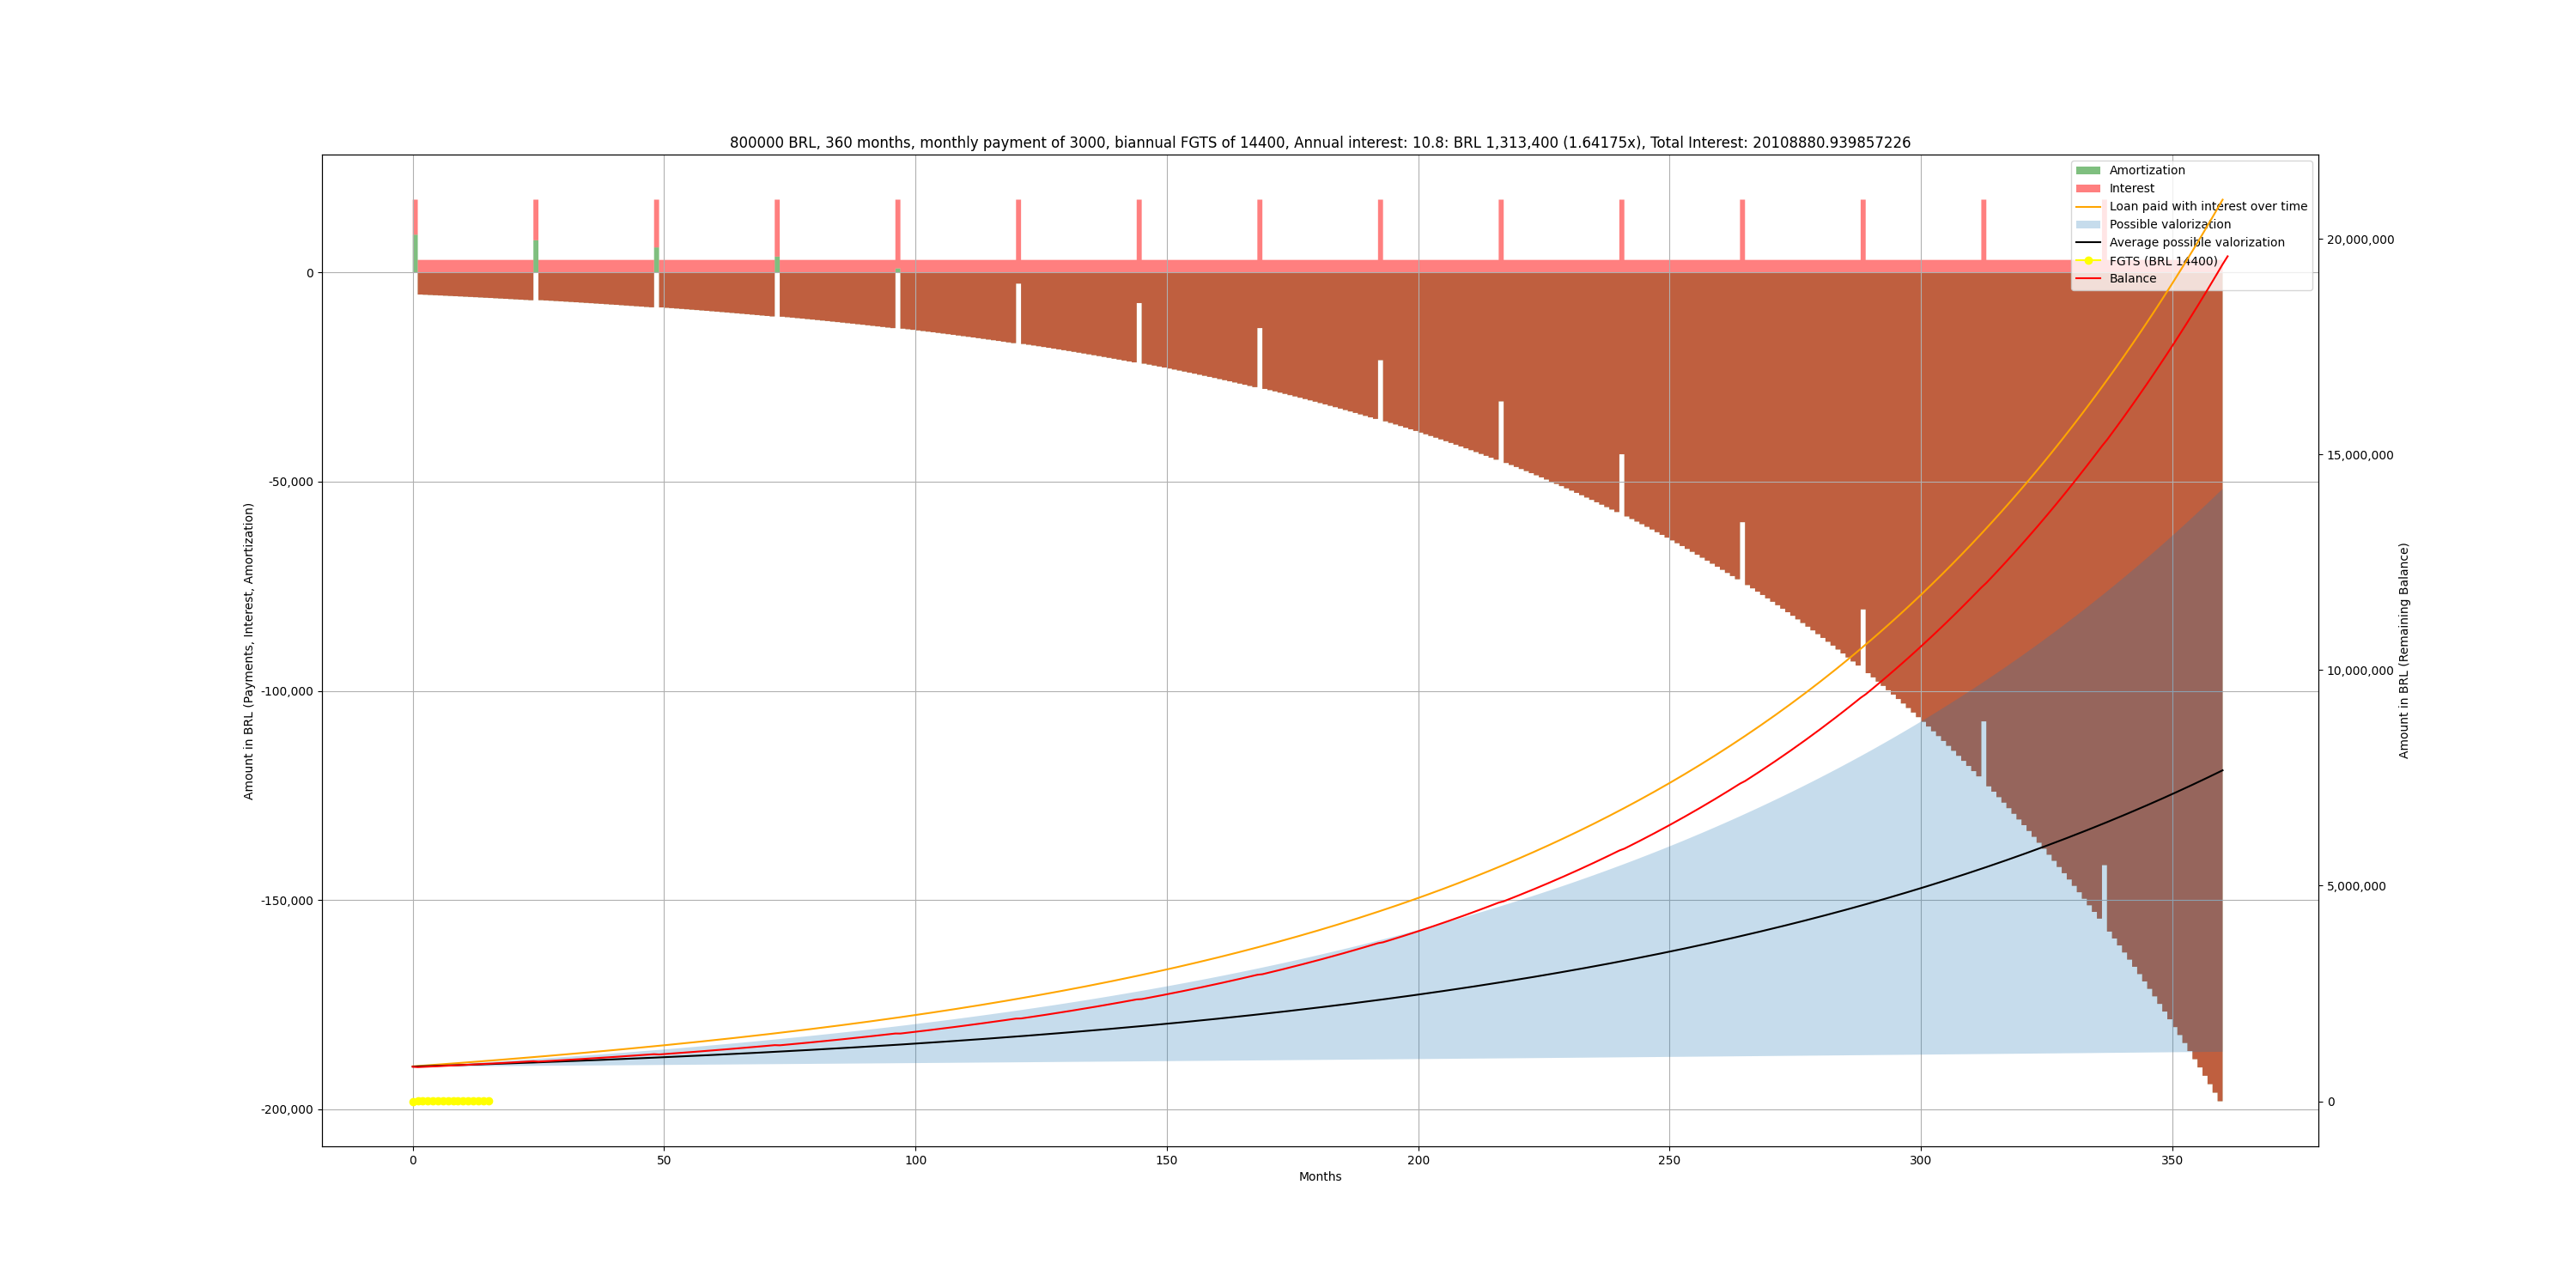 800000 BRL, 360 months, monthly payment of 3000, biannual FGTS of 14400, Annual interest: 10.8: BRL 1,313,400 (1.64175x), Total Interest: 20108880.939857226
Amortization
Interest
Loan paid with interest over time
Possible valorization
Average possible valorization
FGTS (BRL 14400)
Balance
Amount in BRL (Payments, Interest, Amortization)
0
-50,000
-100,000
-150,000
-200,000
20,000,000
15,000,000
10,000,000
5,000,000
0
Amount in BRL (Remaining Balance)
0 50 100 150 200 250 300 350
Months